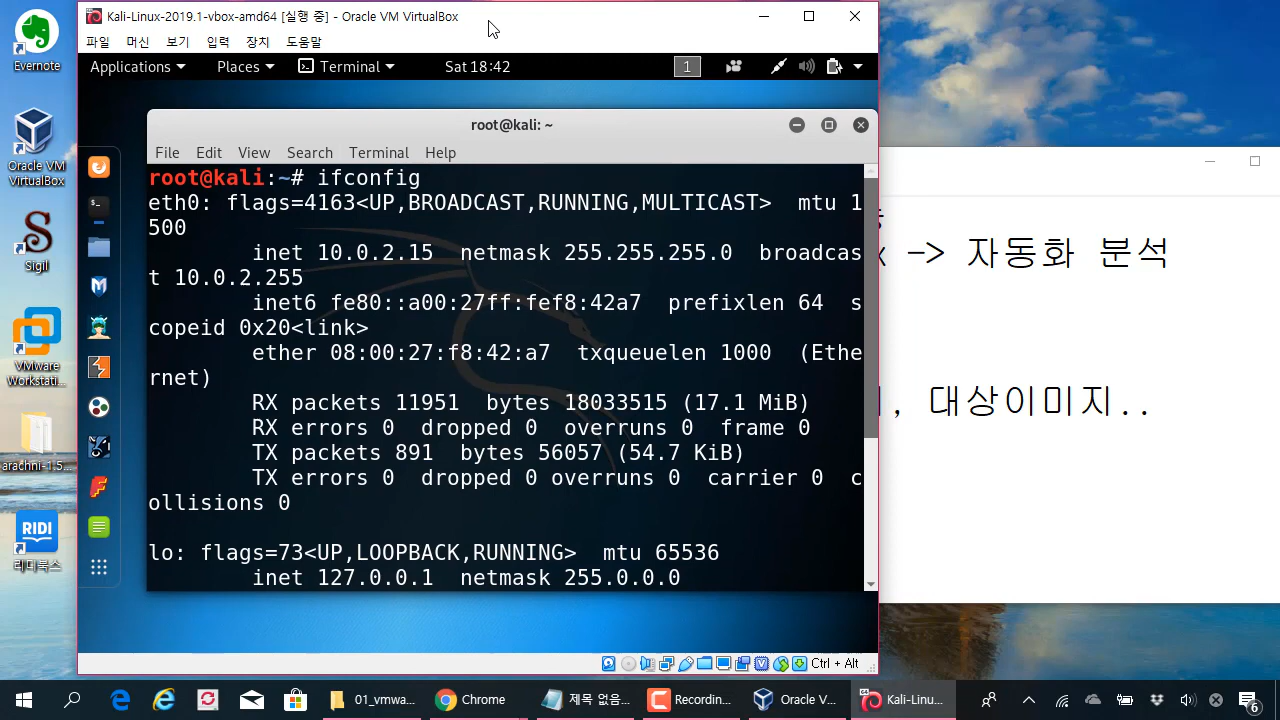 Kali-Linux-2019.1-vbox-amd64 [실행 중] - Oracle VM VirtualBox
파일 머신 보기 입력 장치 도움말
Applications Places Terminal Sat 18:42 1
root@kali: ~
File Edit View Search Terminal Help
root@kali:~# ifconfig
eth0: flags=4163<UP,BROADCAST,RUNNING,MULTICAST>  mtu 1
500
inet 10.0.2.15  netmask 255.255.255.0  broadcas
t 10.0.2.255
inet6 fe80::a00:27ff:fef8:42a7  prefixlen 64  s
copeid 0x20<link>
ether 08:00:27:f8:42:a7  txqueuelen 1000  (Ethe
rnet)
RX packets 11951  bytes 18033515 (17.1 MiB)
RX errors 0  dropped 0  overruns 0  frame 0
TX packets 891  bytes 56057 (54.7 KiB)
TX errors 0  dropped 0 overruns 0  carrier 0  c
ollisions 0
lo: flags=73<UP,LOOPBACK,RUNNING>  mtu 65536
inet 127.0.0.1  netmask 255.0.0.0
Ctrl + Alt
-> 자동화 분석
, 대상이미지..
Evernote
Oracle VM
VirtualBox
Sigil
VMware
Workstati...
arachni-1.5...
RIDI
리디북스
01_vmwa...
Chrome
제목 없음...
Recordin...
Oracle V...
Kali-Linu...
6